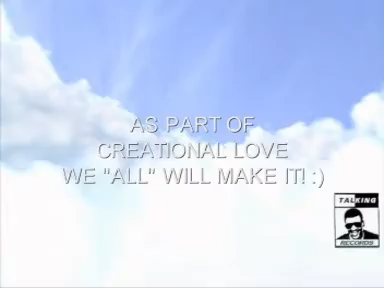 AS PART OF
CREATIONAL LOVE
WE "ALL" WILL MAKE IT! :)
TALKING
RECORDS